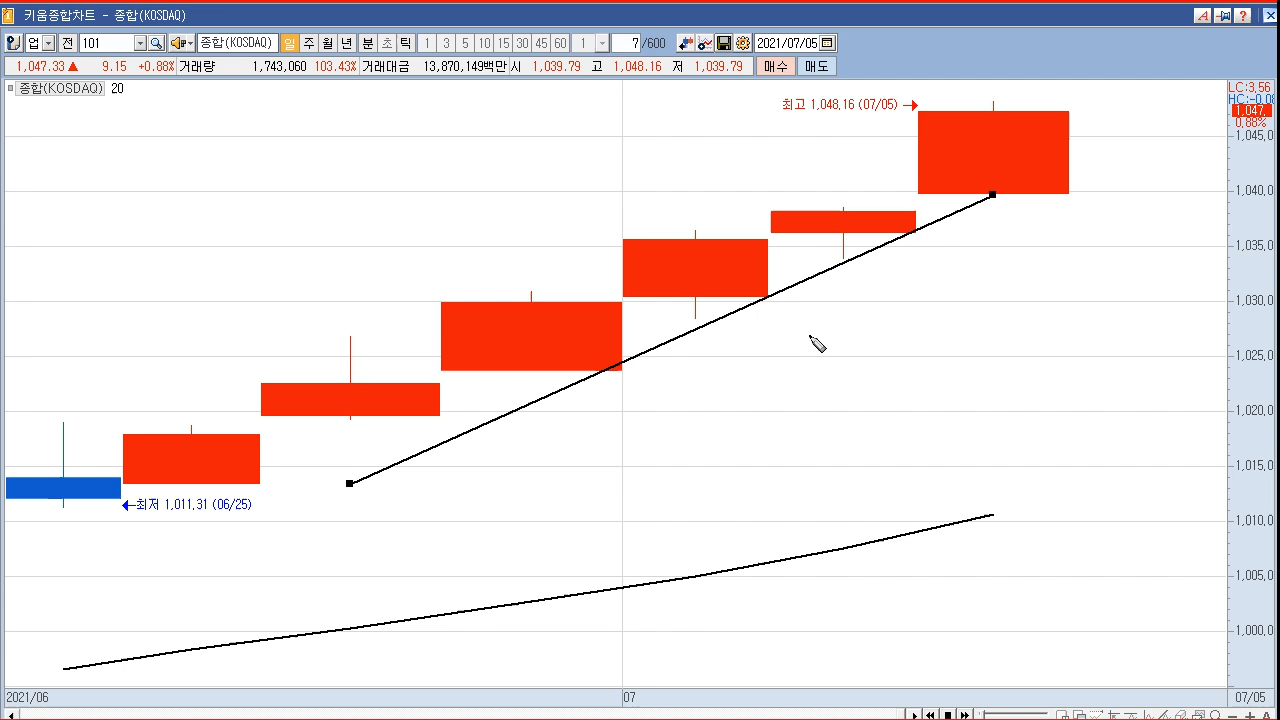 키움종합차트 - 종합(KOSDAQ)
업 전 101 종합(KOSDAQ) 일 주 월 년 분 초 틱 1 3 5 10 15 30 45 60 1 7 /600 2021/07/05
1,047.33 ▲ 9.15 +0.88% 거래량 1,743,060 103.43% 거래대금 13,870,149백만 시 1,039.79 고 1,048.16 저 1,039.79 매수 매도
종합(KOSDAQ) 20
LC:3,56
HC:-0,08
최고 1,048,16 (07/05)
1,047,
0,88%
1,045,0
1,040,0
1,035,0
1,030,0
1,025,0
1,020,0
1,015,0
최저 1,011,31 (06/25)
1,010,0
1,005,0
1,000,0
2021/06 07 07/05